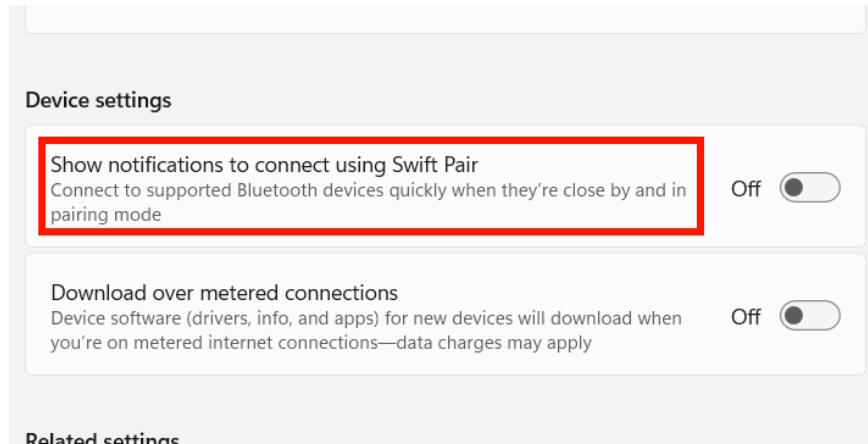 Device settings
Show notifications to connect using Swift Pair
Connect to supported Bluetooth devices quickly when they're close by and in
pairing mode
Off
Download over metered connections
Device software (drivers, info, and apps) for new devices will download when
you're on metered internet connections—data charges may apply
Off
Related settings